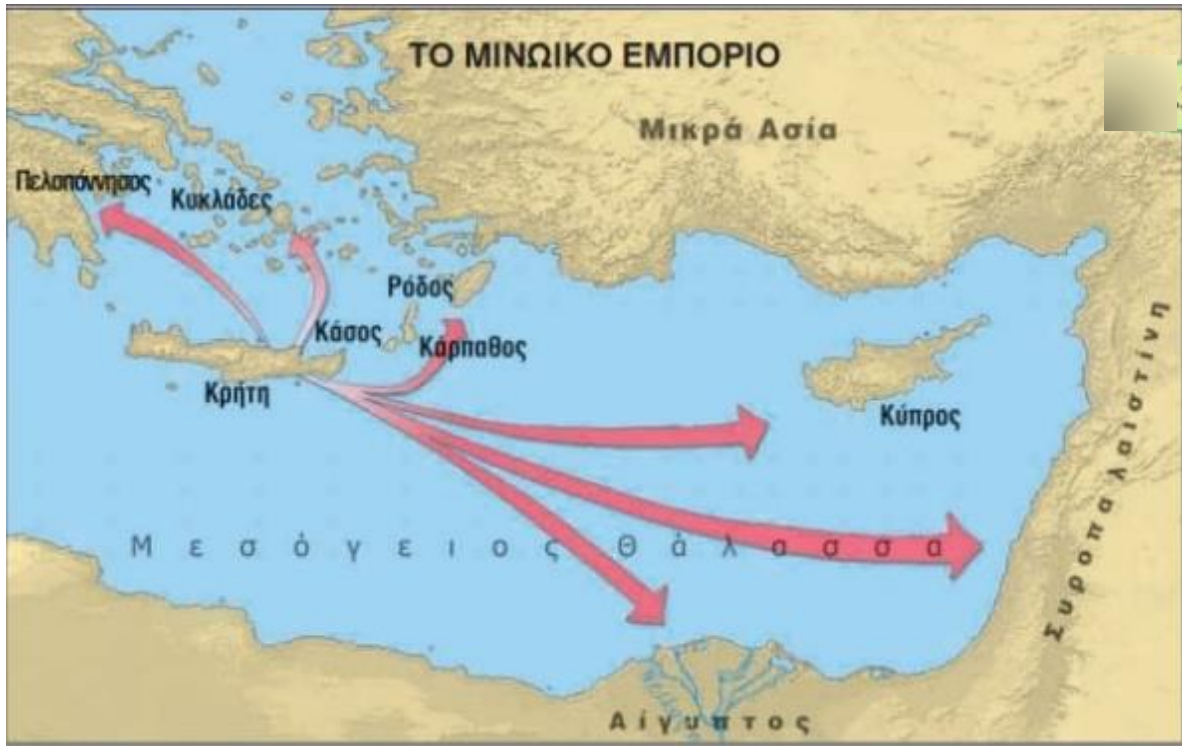 ΤΟ ΜΙΝΩΙΚΟ ΕΜΠΟΡΙΟ
Μικρά Ασία
Πελοπόννησος
Κυκλάδες
Ρόδος
Κάσος
Κάρπαθος
Κρήτη
Κύπρος
Συροπαλαιστίνη
Μεσόγειος Θάλασσα
Αίγυπτος